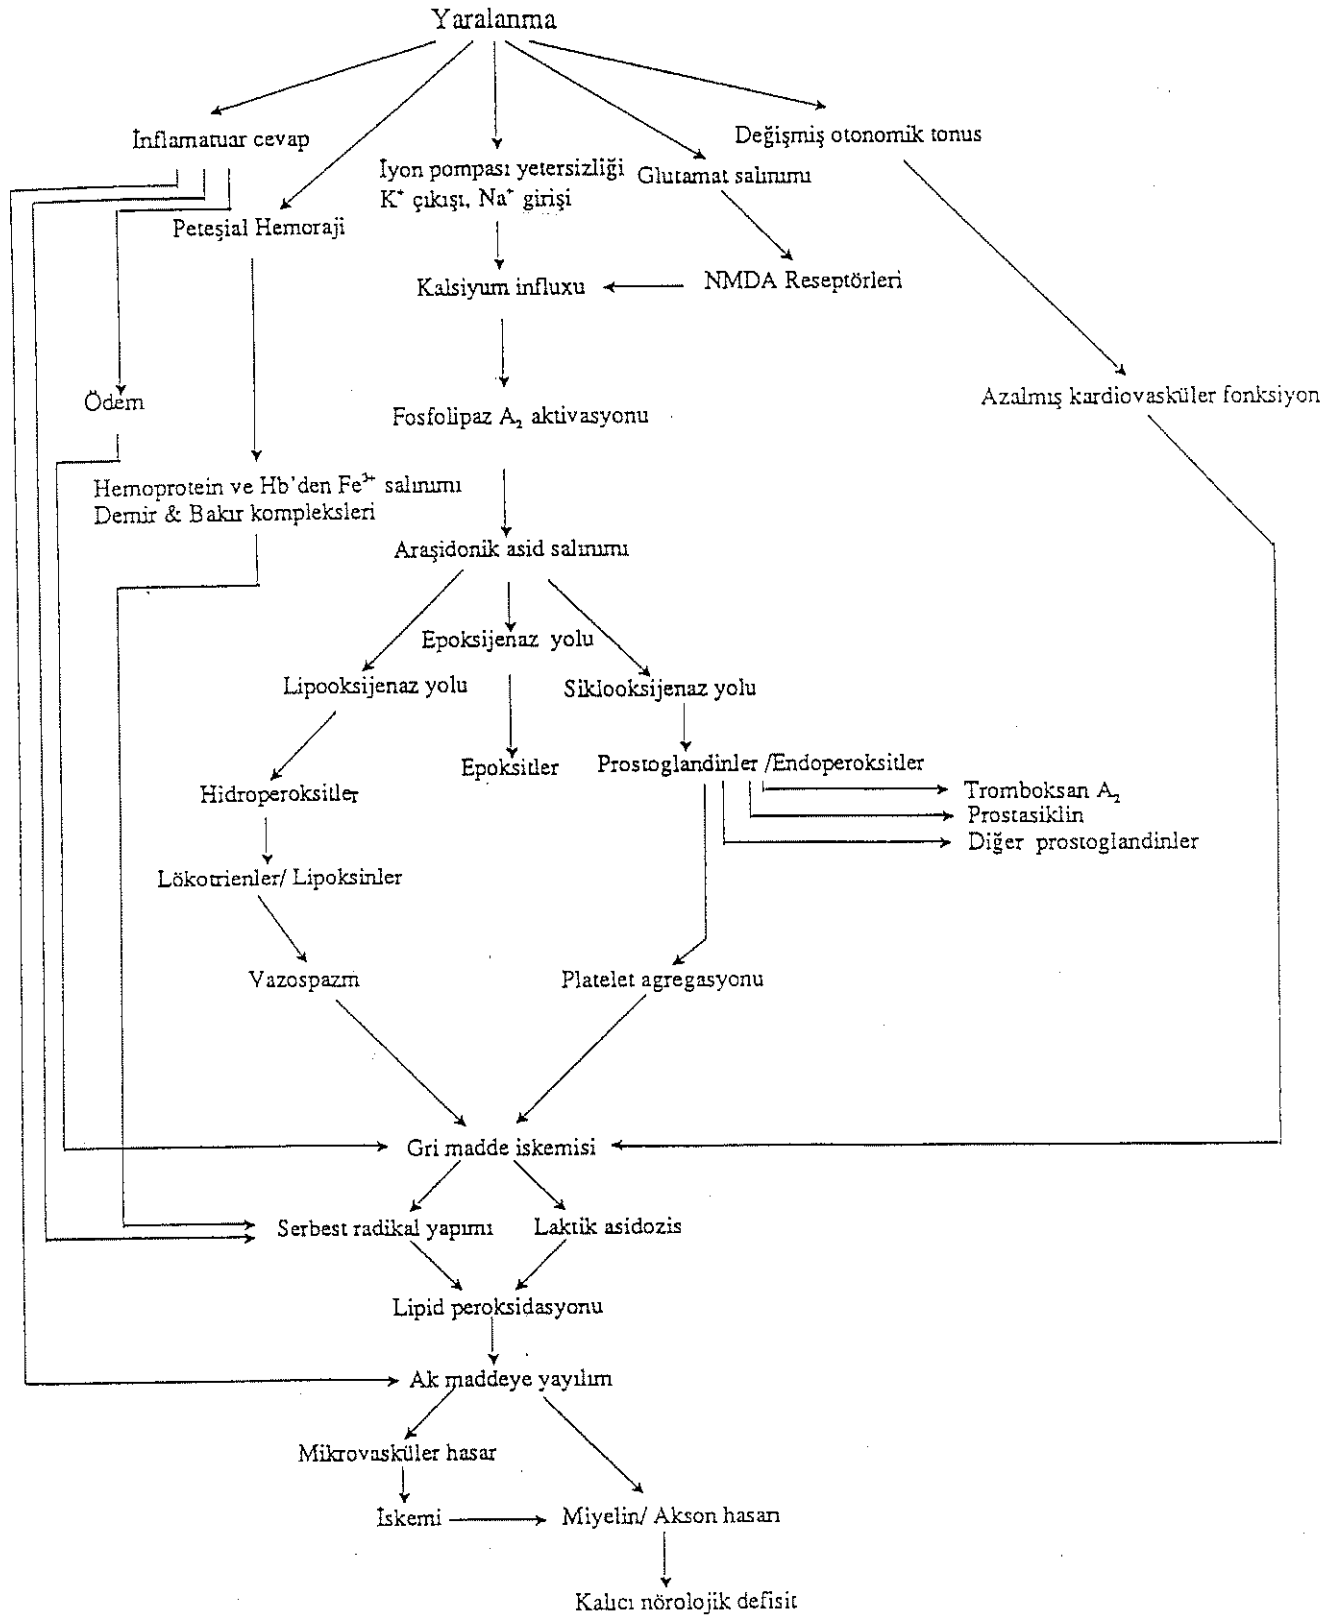 Yaralanma
İnflamatuar cevap
Değişmiş otonomik tonus
İyon pompası yetersizliği
Glutamat salınımı
K⁺ çıkışı, Na⁺ girişi
Peteşial Hemoraji
Kalsiyum influxu
NMDA Reseptörleri
Ödem
Azalmış kardiovasküler fonksiyon
Fosfolipaz A₂ aktivasyonu
Hemoprotein ve Hb'den Fe³⁺ salınımı
Demir & Bakır kompleksleri
Araşidonik asid salınımı
Epoksijenaz yolu
Lipooksijenaz yolu
Siklooksijenaz yolu
Epoksitler
Prostoglandinler /Endoperoksitler
Hidroperoksitler
Tromboksan A₂
Prostasiklin
Diğer prostoglandinler
Lökotrienler/ Lipoksinler
Vazospazm
Platelet agregasyonu
Gri madde iskemisi
Serbest radikal yapımı
Laktik asidozis
Lipid peroksidasyonu
Ak maddeye yayılım
Mikrovasküler hasar
İskemi
Miyelin/ Akson hasarı
Kalıcı nörolojik defisit